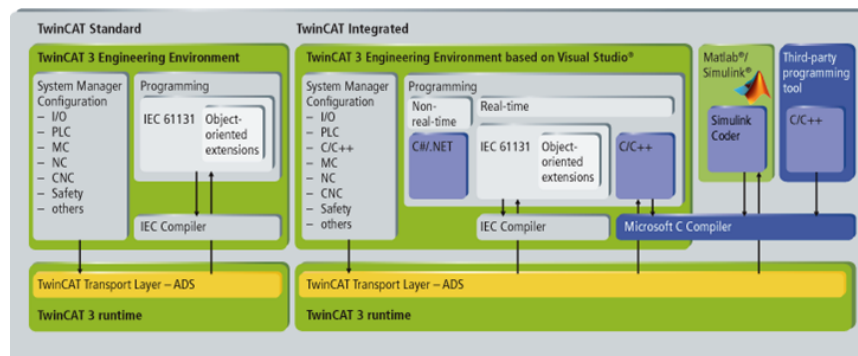 TwinCAT Standard
TwinCAT 3 Engineering Environment
System Manager
Configuration
– I/O
– PLC
– MC
– NC
– CNC
– Safety
– others
Programming
IEC 61131
Object-
oriented
extensions
IEC Compiler
TwinCAT Transport Layer – ADS
TwinCAT 3 runtime
TwinCAT Integrated
TwinCAT 3 Engineering Environment based on Visual Studio®
System Manager
Configuration
– I/O
– PLC
– C/C++
– MC
– NC
– CNC
– Safety
– others
Programming
Non-
real-time
C#/.NET
Real-time
IEC 61131
Object-
oriented
extensions
C/C++
IEC Compiler
Matlab®/
Simulink®
Simulink
Coder
Third-party
programming
tool
C/C++
Microsoft C Compiler
TwinCAT Transport Layer – ADS
TwinCAT 3 runtime